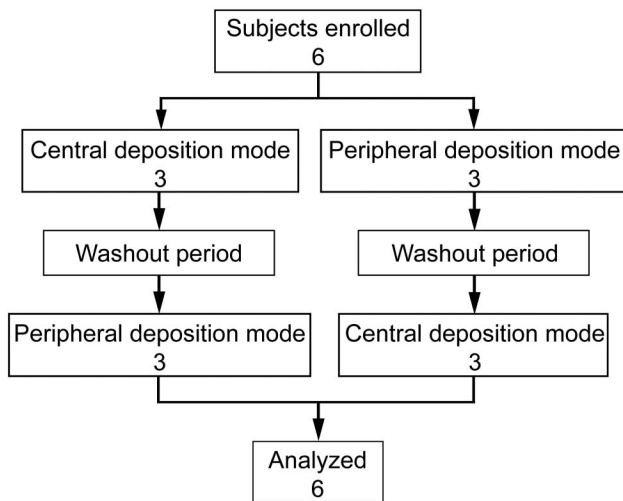 Subjects enrolled
6
Central deposition mode
3
Peripheral deposition mode
3
Washout period
Washout period
Peripheral deposition mode
3
Central deposition mode
3
Analyzed
6